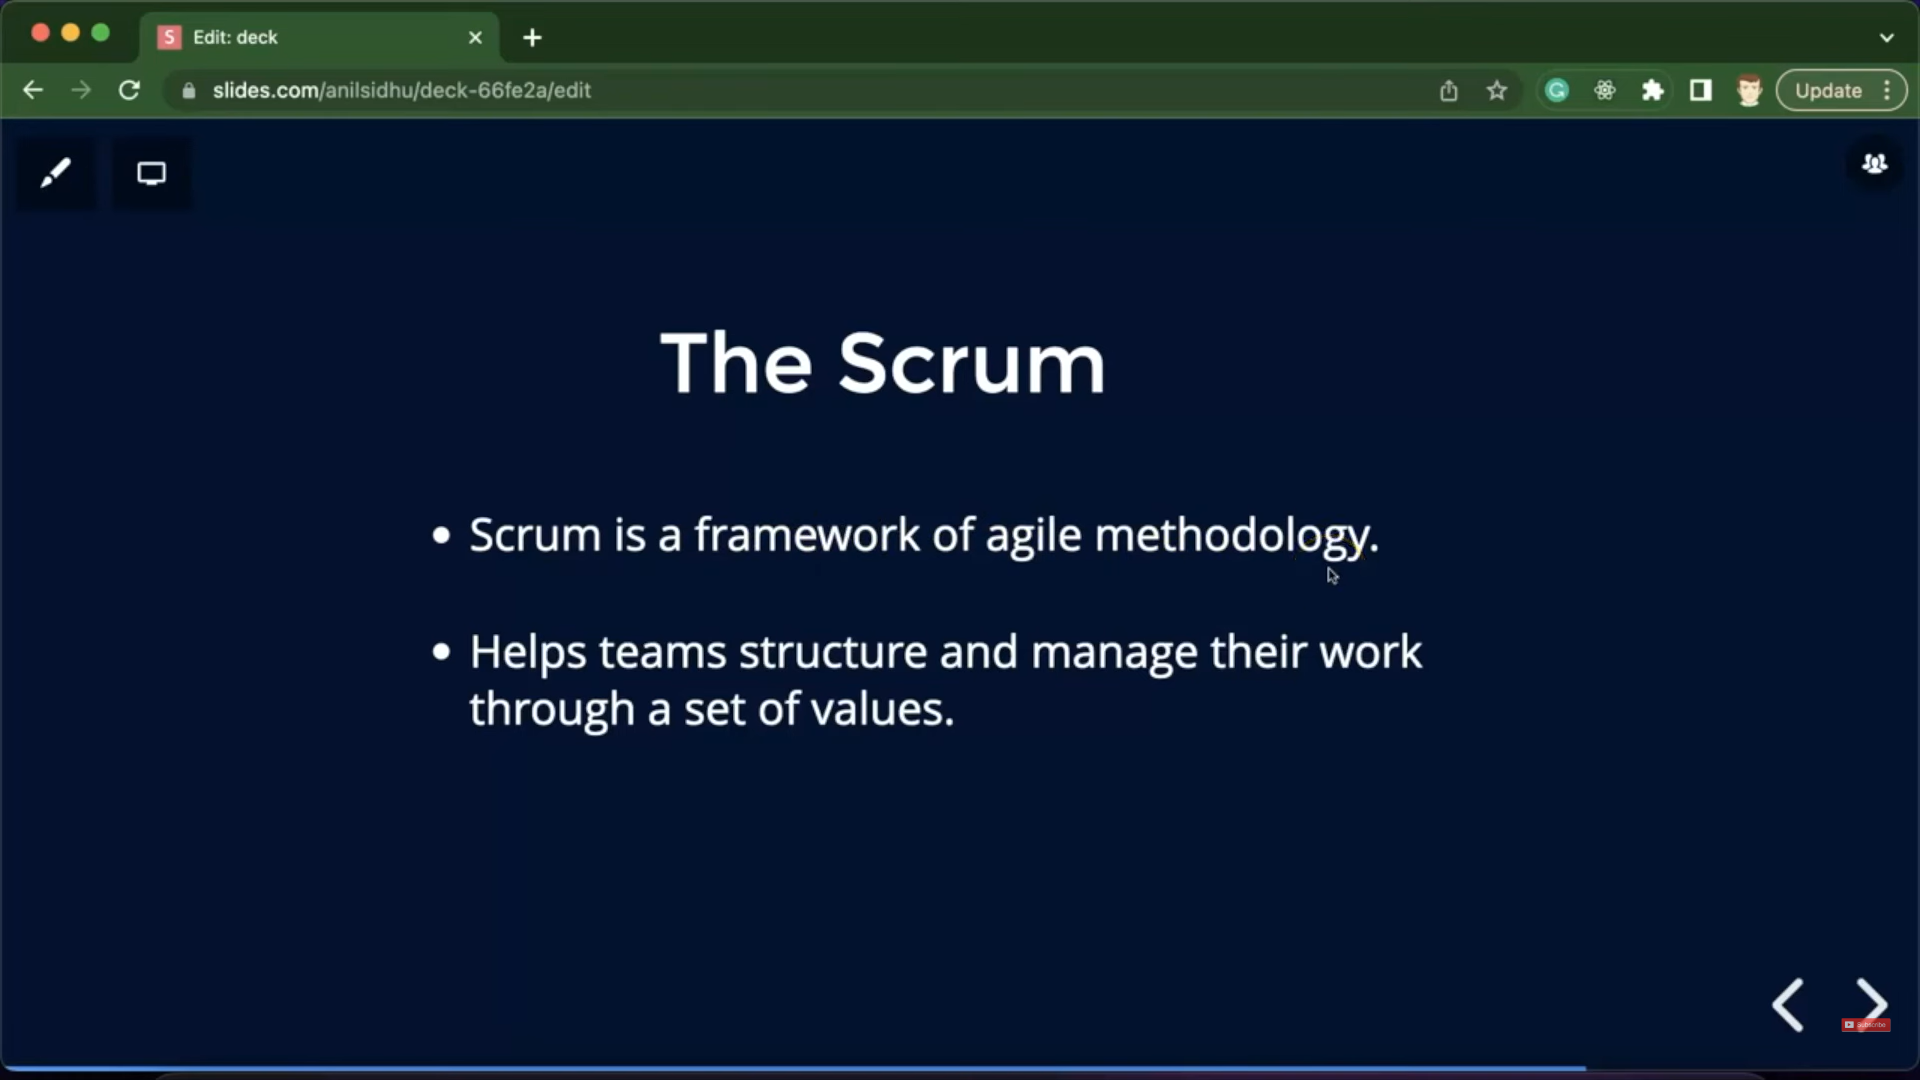 S Edit: deck
slides.com/anilsidhu/deck-66fe2a/edit
Update
The Scrum
• Scrum is a framework of agile methodology.
• Helps teams structure and manage their work
through a set of values.
Subscribe